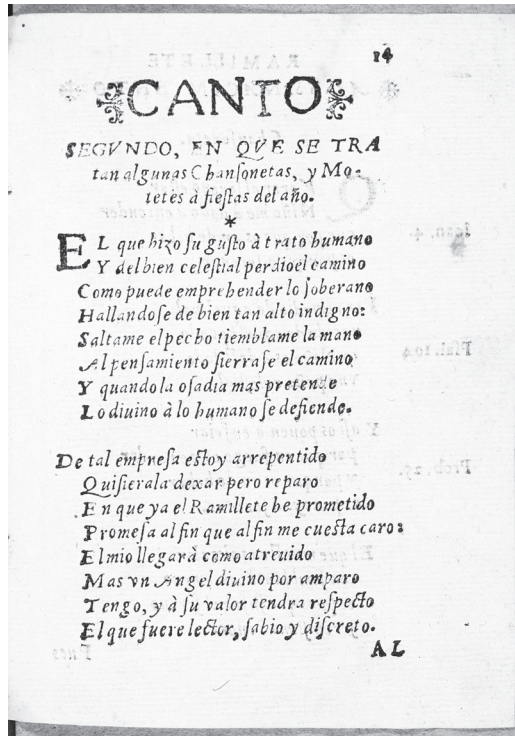 14
CANTO
SEGVNDO, EN QVE SE TRA
tan algunas Chansonetas, y Mo-
tetes à fiestas del año.
*
EL que hizo su gusto à trato humano
Y del bien celestial perdio el camino
Como puede emprehender lo soberano
Hallandose de bien tan alto indigno:
Saltame el pecho tiemblame la mano
Al pensamiento sierrase el camino
Y quando la osadia mas pretende
Lo diuino à lo humano se defiende.
De tal empresa estoy arrepentido
Quisierala dexar pero reparo
En que ya el Ramillete he prometido
Promesa al fin que al fin me cuesta caro:
El mio llegarà como atreuido
Mas vn Angel diuino por amparo
Tengo, y à su valor tendra respecto
El que fuere lector, sabio y discreto.
AL